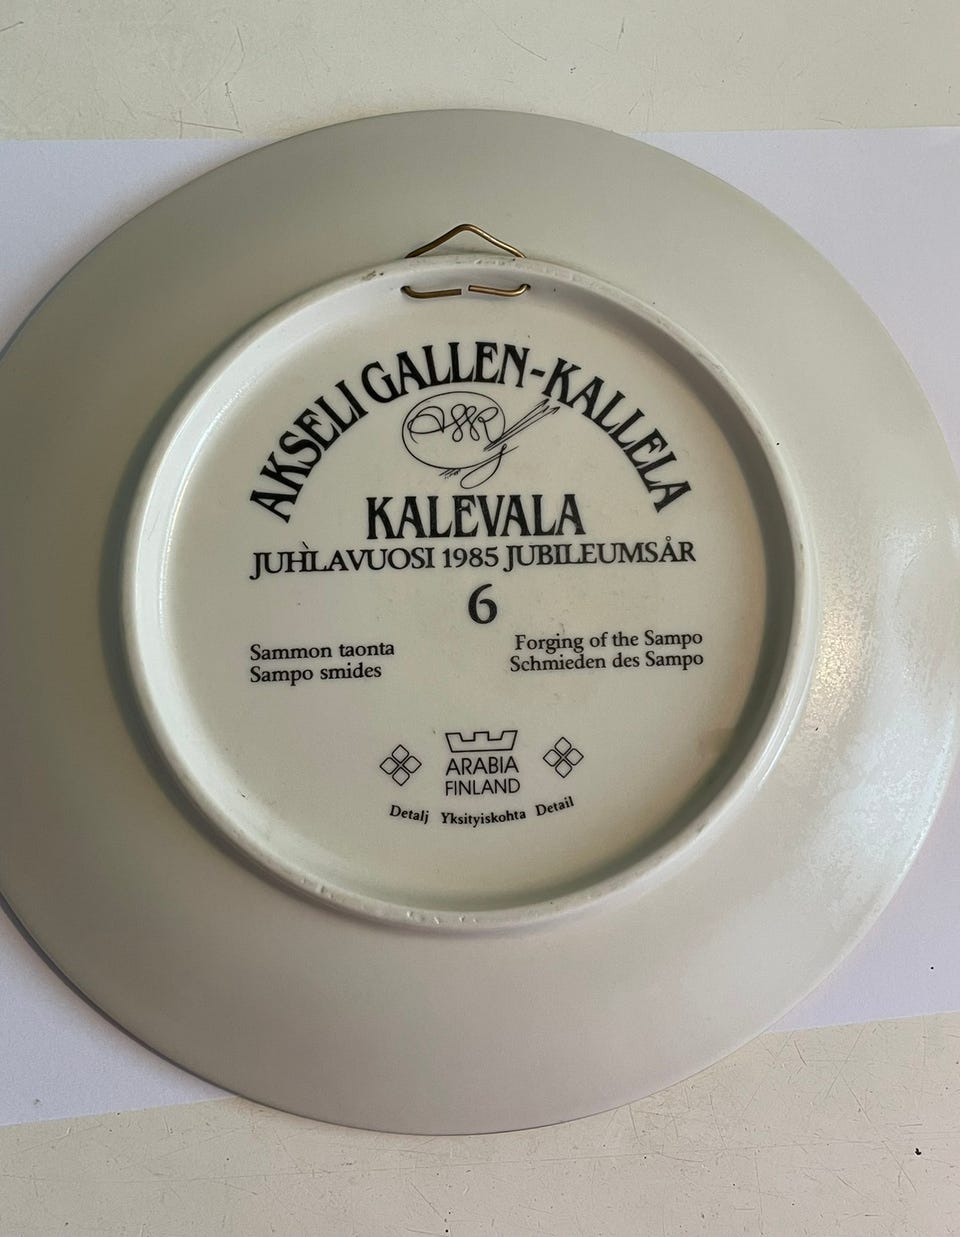 AKSELI GALLEN-KALLELA
KALEVALA
JUHLAVUOSI 1985 JUBILEUMSÅR
6
Sammon taonta
Sampo smides
Forging of the Sampo
Schmieden des Sampo
ARABIA
FINLAND
Detalj Yksityiskohta Detail